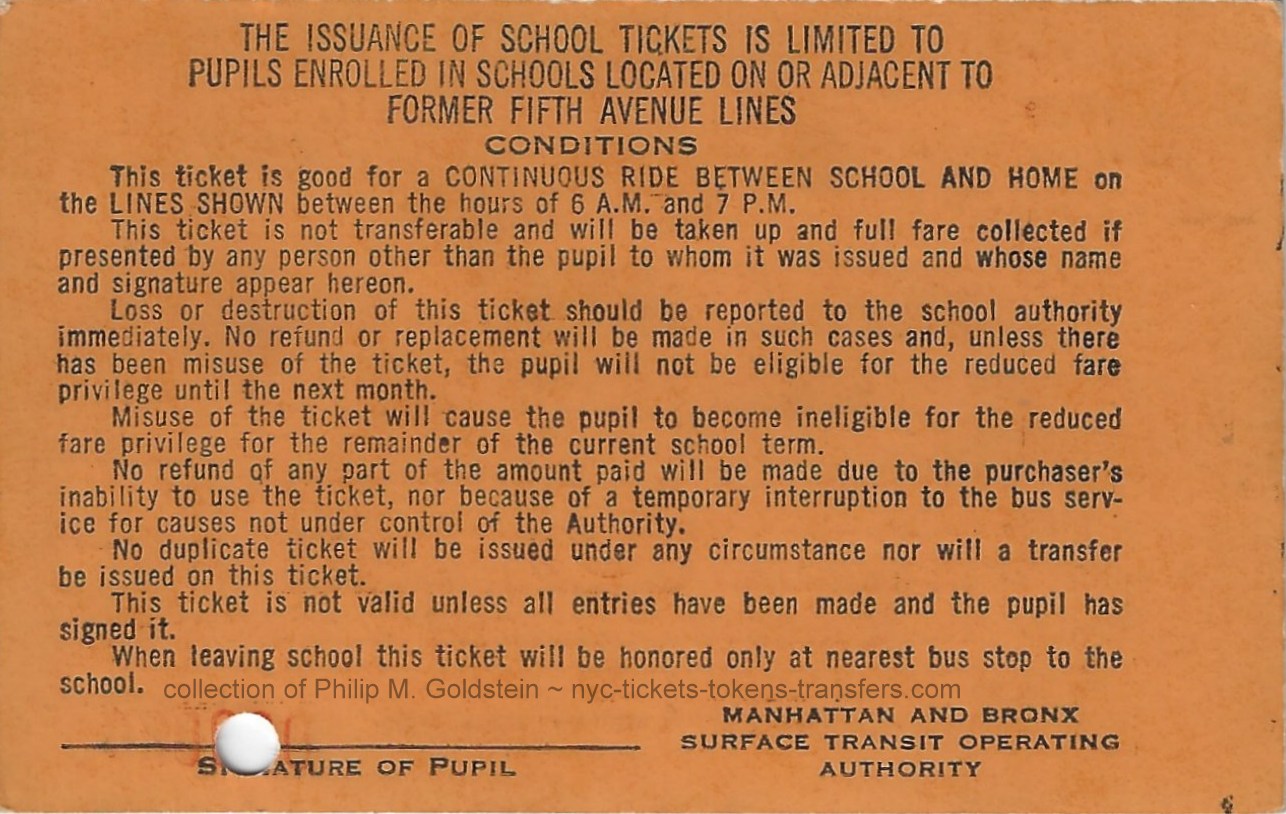 THE ISSUANCE OF SCHOOL TICKETS IS LIMITED TO
PUPILS ENROLLED IN SCHOOLS LOCATED ON OR ADJACENT TO
FORMER FIFTH AVENUE LINES
CONDITIONS
This ticket is good for a CONTINUOUS RIDE BETWEEN SCHOOL AND HOME on
the LINES SHOWN between the hours of 6 A.M. and 7 P.M.
This ticket is not transferable and will be taken up and full fare collected if
presented by any person other than the pupil to whom it was issued and whose name
and signature appear hereon.
Loss or destruction of this ticket should be reported to the school authority
immediately. No refund or replacement will be made in such cases and, unless there
has been misuse of the ticket, the pupil will not be eligible for the reduced fare
privilege until the next month.
Misuse of the ticket will cause the pupil to become ineligible for the reduced
fare privilege for the remainder of the current school term.
No refund of any part of the amount paid will be made due to the purchaser's
inability to use the ticket, nor because of a temporary interruption to the bus serv-
ice for causes not under control of the Authority.
No duplicate ticket will be issued under any circumstance nor will a transfer
be issued on this ticket.
This ticket is not valid unless all entries have been made and the pupil has
signed it.
When leaving school this ticket will be honored only at nearest bus stop to the
school.
collection of Philip M. Goldstein ~ nyc-tickets-tokens-transfers.com
MANHATTAN AND BRONX
SURFACE TRANSIT OPERATING
AUTHORITY
OF PUPIL